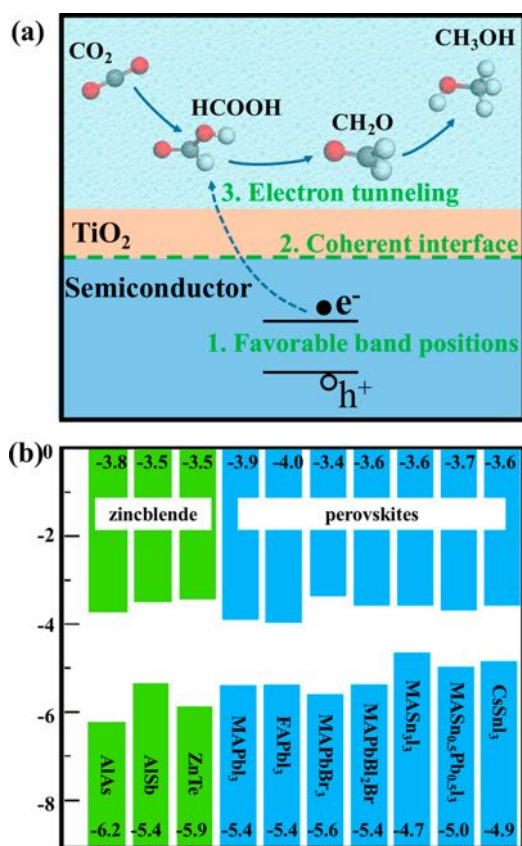 (a)
CO2
HCOOH
CH2O
CH3OH
3. Electron tunneling
TiO2
2. Coherent interface
Semiconductor
e-
1. Favorable band positions
h+
(b)
0
-2
-4
-6
-8
-3.8 -3.5 -3.5 -3.9 -4.0 -3.4 -3.6 -3.6 -3.7 -3.6
zincblende perovskites
AlAs
AlSb
ZnTe
MAPbI3
FAPbI3
MAPbBr3
MAPbBI2Br
MASn3I3
MASn0.5Pb0.5I3
CsSnI3
-6.2 -5.4 -5.9 -5.4 -5.4 -5.6 -5.4 -4.7 -5.0 -4.9